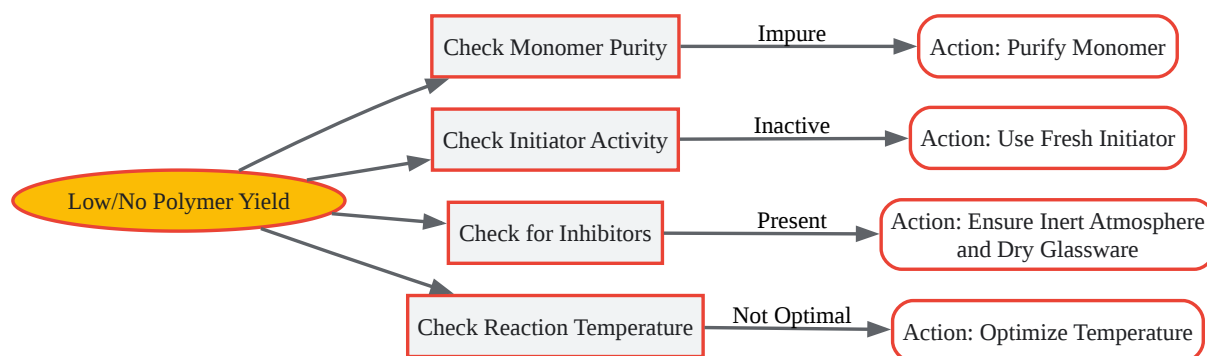 Check Monomer Purity
Impure
Action: Purify Monomer
Check Initiator Activity
Inactive
Action: Use Fresh Initiator
Low/No Polymer Yield
Check for Inhibitors
Present
Action: Ensure Inert Atmosphere
and Dry Glassware
Check Reaction Temperature
Not Optimal
Action: Optimize Temperature